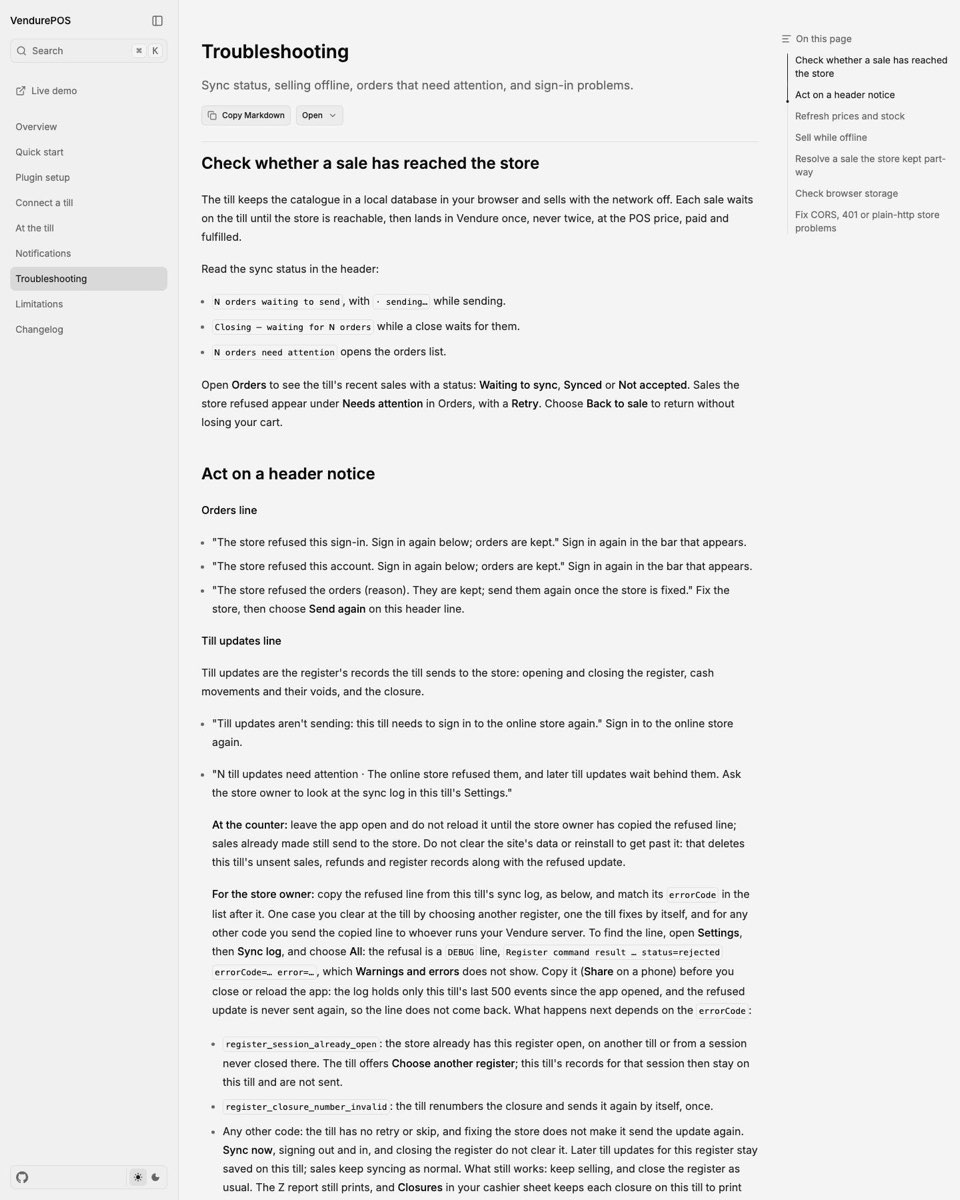 VendurePOS
Search
⌘ K
Live demo
Overview
Quick start
Plugin setup
Connect a till
At the till
Notifications
Troubleshooting
Limitations
Changelog
Troubleshooting
Sync status, selling offline, orders that need attention, and sign-in problems.
Copy Markdown
Open
Check whether a sale has reached the store
The till keeps the catalogue in a local database in your browser and sells with the network off. Each sale waits
on the till until the store is reachable, then lands in Vendure once, never twice, at the POS price, paid and
fulfilled.
Read the sync status in the header:
• N orders waiting to send, with · sending… while sending.
• Closing — waiting for N orders while a close waits for them.
• N orders need attention opens the orders list.
Open Orders to see the till's recent sales with a status: Waiting to sync, Synced or Not accepted. Sales the
store refused appear under Needs attention in Orders, with a Retry. Choose Back to sale to return without
losing your cart.
Act on a header notice
Orders line
• "The store refused this sign-in. Sign in again below; orders are kept." Sign in again in the bar that appears.
• "The store refused this account. Sign in again below; orders are kept." Sign in again in the bar that appears.
• "The store refused the orders (reason). They are kept; send them again once the store is fixed." Fix the
store, then choose Send again on this header line.
Till updates line
Till updates are the register's records the till sends to the store: opening and closing the register, cash
movements and their voids, and the closure.
• "Till updates aren't sending: this till needs to sign in to the online store again." Sign in to the online store
again.
• "N till updates need attention · The online store refused them, and later till updates wait behind them. Ask
the store owner to look at the sync log in this till's Settings."
At the counter: leave the app open and do not reload it until the store owner has copied the refused line;
sales already made still send to the store. Do not clear the site's data or reinstall to get past it: that deletes
this till's unsent sales, refunds and register records along with the refused update.
For the store owner: copy the refused line from this till's sync log, as below, and match its errorCode in the
list after it. One case you clear at the till by choosing another register, one the till fixes by itself, and for any
other code you send the copied line to whoever runs your Vendure server. To find the line, open Settings,
then Sync log, and choose All: the refusal is a DEBUG line, Register command result … status=rejected
errorCode=… error=…, which Warnings and errors does not show. Copy it (Share on a phone) before you
close or reload the app: the log holds only this till's last 500 events since the app opened, and the refused
update is never sent again, so the line does not come back. What happens next depends on the errorCode:
• register_session_already_open: the store already has this register open, on another till or from a session
never closed there. The till offers Choose another register; this till's records for that session then stay on
this till and are not sent.
• register_closure_number_invalid: the till renumbers the closure and sends it again by itself, once.
• Any other code: the till has no retry or skip, and fixing the store does not make it send the update again.
Sync now, signing out and in, and closing the register do not clear it. Later till updates for this register stay
saved on this till; sales keep syncing as normal. What still works: keep selling, and close the register as
usual. The Z report still prints, and Closures in your cashier sheet keeps each closure on this till to print
On this page
Check whether a sale has reached
the store
Act on a header notice
Refresh prices and stock
Sell while offline
Resolve a sale the store kept part-
way
Check browser storage
Fix CORS, 401 or plain-http store
problems